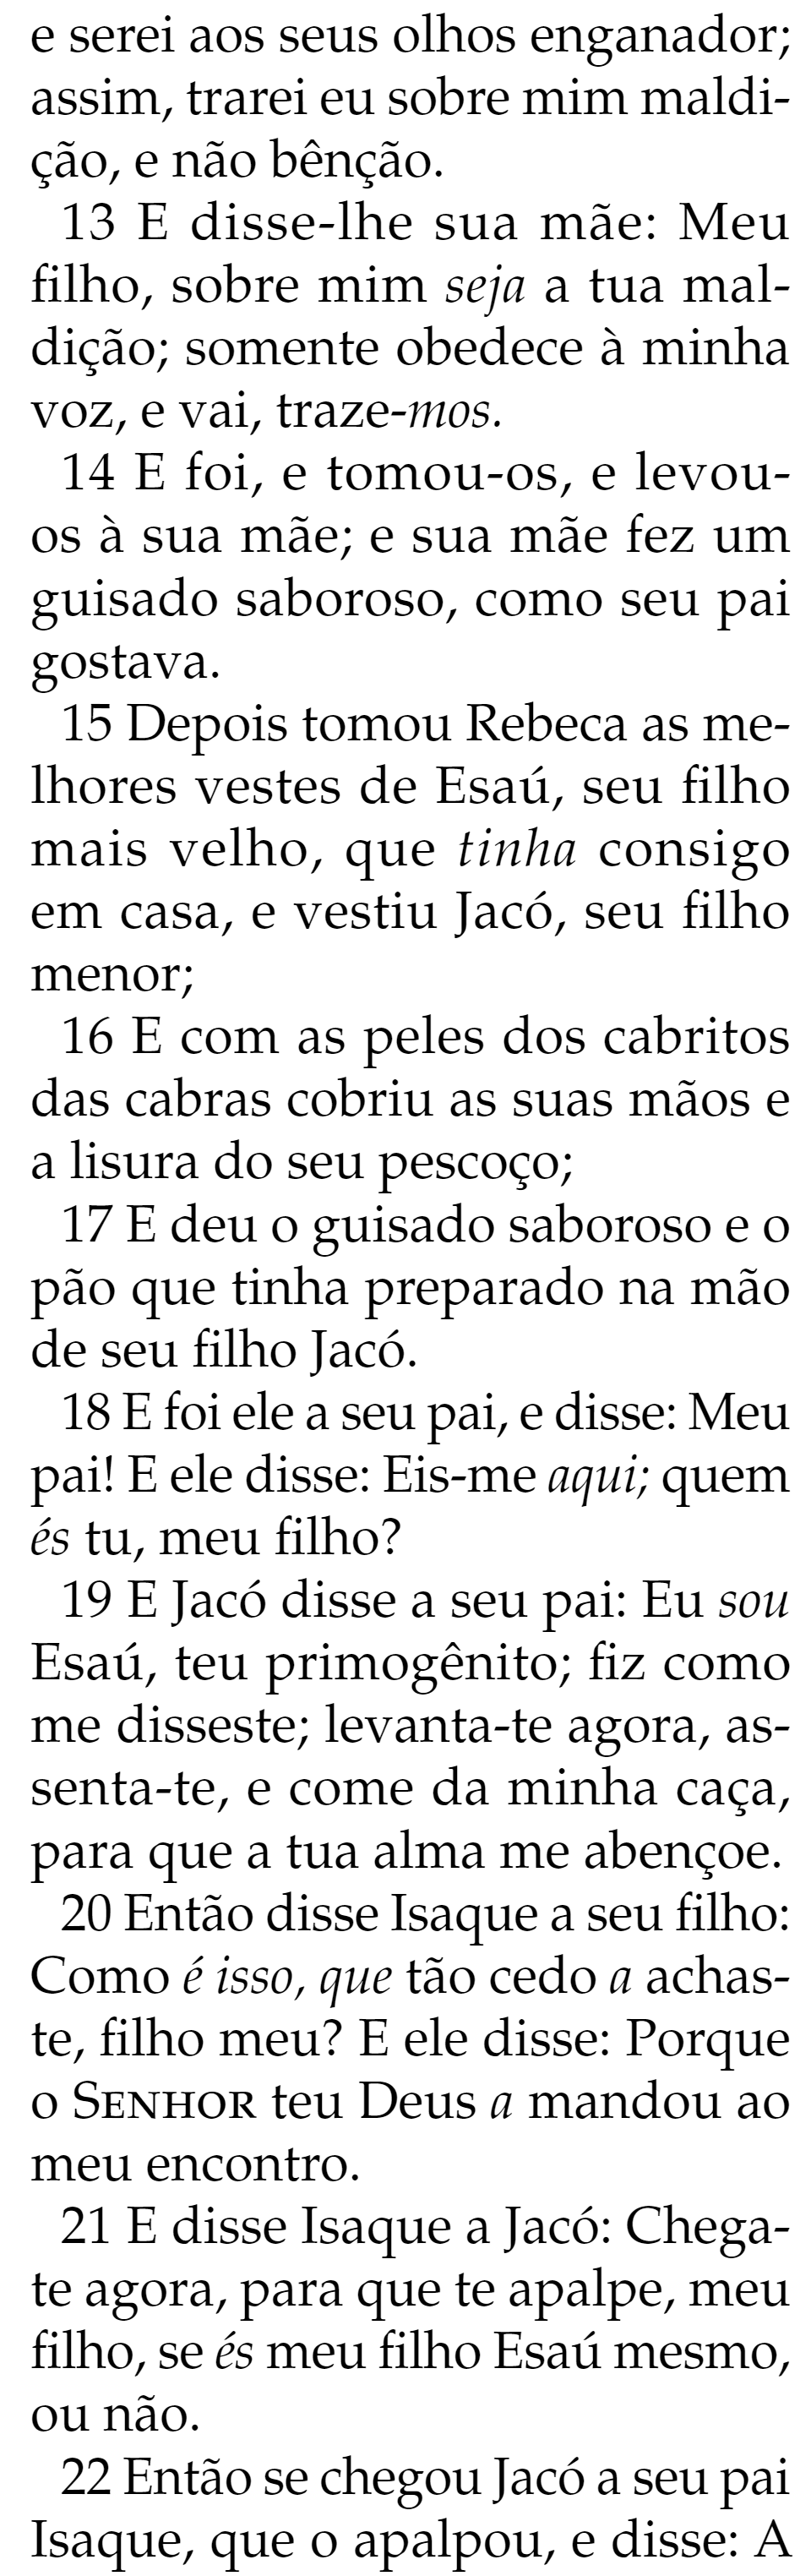 e serei aos seus olhos enganador;
assim, trarei eu sobre mim maldi-
ção, e não bênção.
13 E disse-lhe sua mãe: Meu
filho, sobre mim seja a tua mal-
dição; somente obedece à minha
voz, e vai, traze-mos.
14 E foi, e tomou-os, e levou-
os à sua mãe; e sua mãe fez um
guisado saboroso, como seu pai
gostava.
15 Depois tomou Rebeca as me-
lhores vestes de Esaú, seu filho
mais velho, que tinha consigo
em casa, e vestiu Jacó, seu filho
menor;
16 E com as peles dos cabritos
das cabras cobriu as suas mãos e
a lisura do seu pescoço;
17 E deu o guisado saboroso e o
pão que tinha preparado na mão
de seu filho Jacó.
18 E foi ele a seu pai, e disse: Meu
pai! E ele disse: Eis-me aqui; quem
és tu, meu filho?
19 E Jacó disse a seu pai: Eu sou
Esaú, teu primogênito; fiz como
me disseste; levanta-te agora, as-
senta-te, e come da minha caça,
para que a tua alma me abençoe.
20 Então disse Isaque a seu filho:
Como é isso, que tão cedo a achas-
te, filho meu? E ele disse: Porque
o SENHOR teu Deus a mandou ao
meu encontro.
21 E disse Isaque a Jacó: Chega-
te agora, para que te apalpe, meu
filho, se és meu filho Esaú mesmo,
ou não.
22 Então se chegou Jacó a seu pai
Isaque, que o apalpou, e disse: A